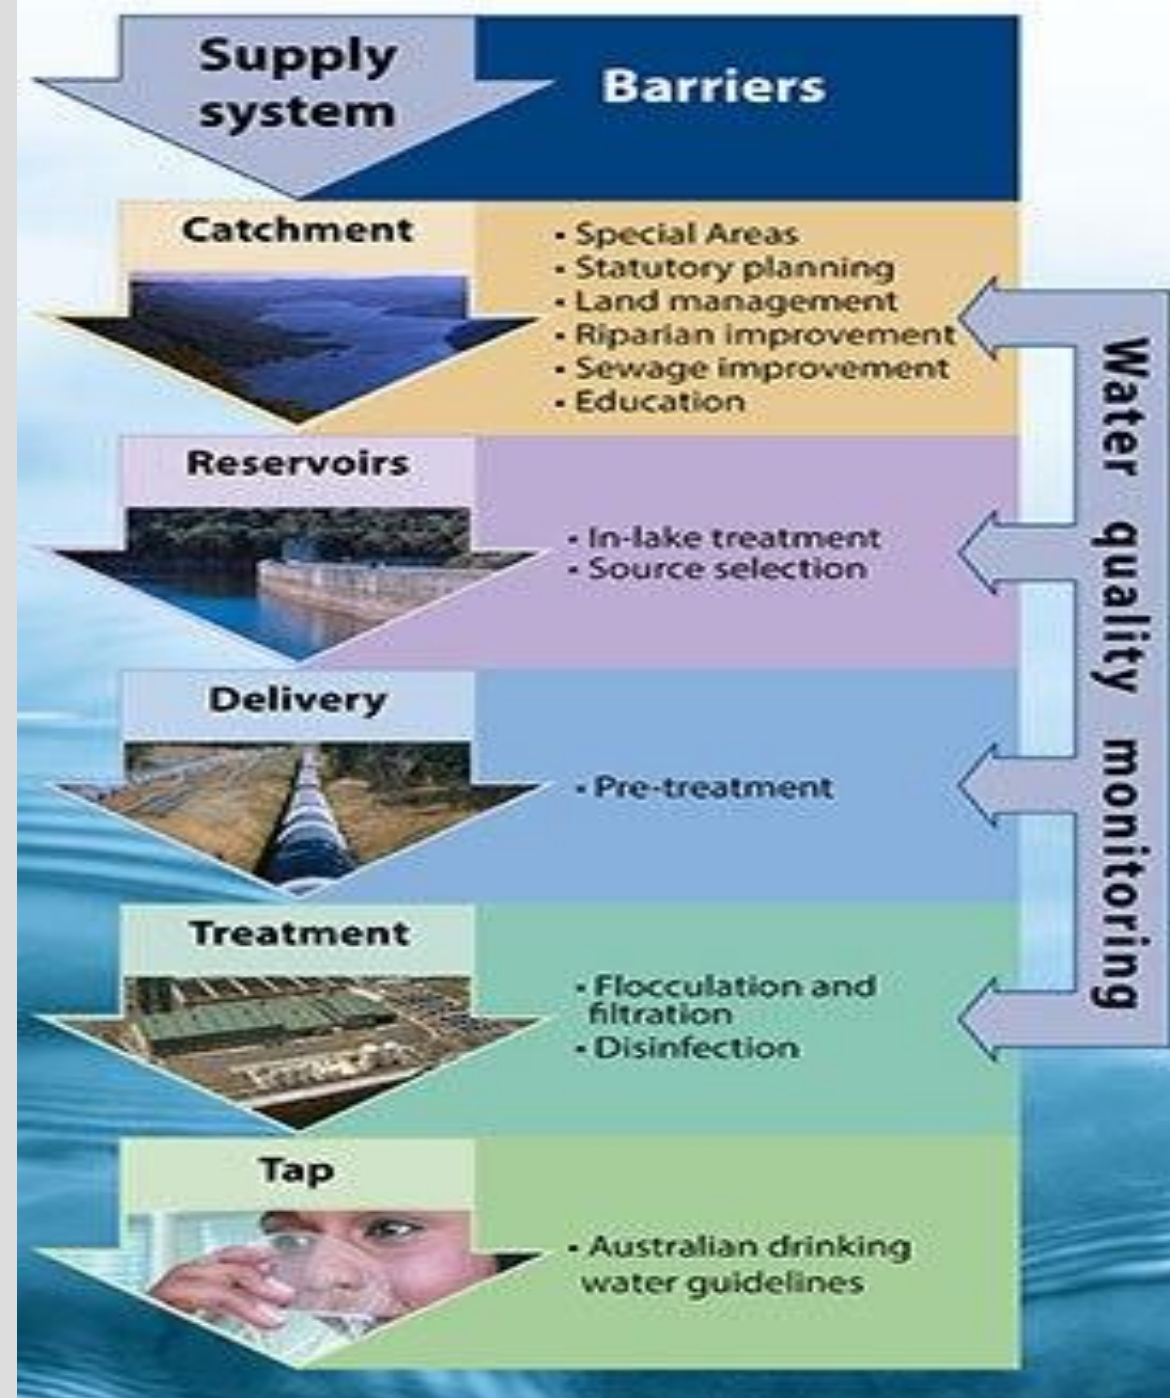 Supply
system
Barriers
Catchment
▪ Special Areas
▪ Statutory planning
▪ Land management
▪ Riparian improvement
▪ Sewage improvement
▪ Education
Reservoirs
▪ In-lake treatment
▪ Source selection
Delivery
▪ Pre-treatment
Treatment
▪ Flocculation and
filtration
▪ Disinfection
Tap
▪ Australian drinking
water guidelines
Water quality monitoring